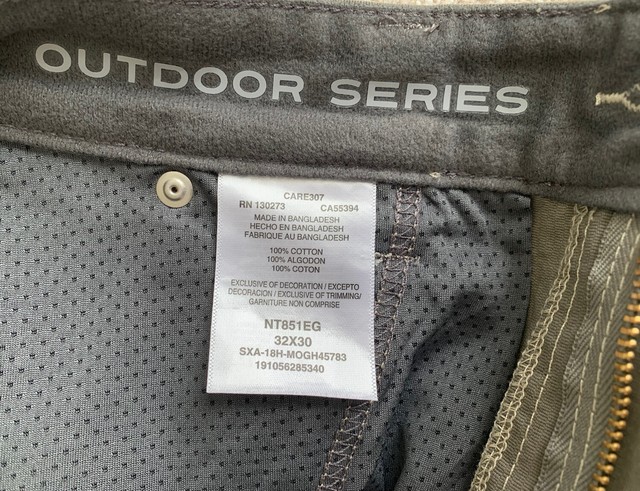 OUTDOOR SERIES
CARE307
RN 130273 CA55394
MADE IN BANGLADESH
HECHO EN BANGLADESH
FABRIQUE AU BANGLADESH
100% COTTON
100% ALGODON
100% COTON
EXCLUSIVE OF DECORATION / EXCEPTO
DECORACION / EXCLUSIVE OF TRIMMING/
GARNITURE NON COMPRISE
NT851EG
32X30
SXA-18H-MOGH45783
191056285340